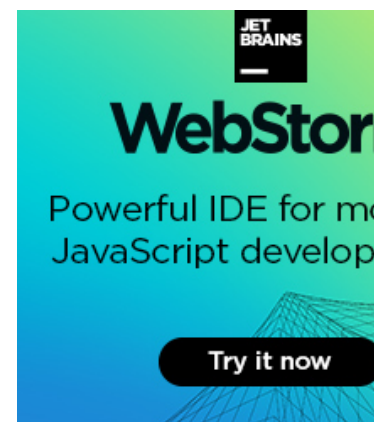 JET
BRAINS
WebStor
Powerful IDE for mo
JavaScript develop
Try it now